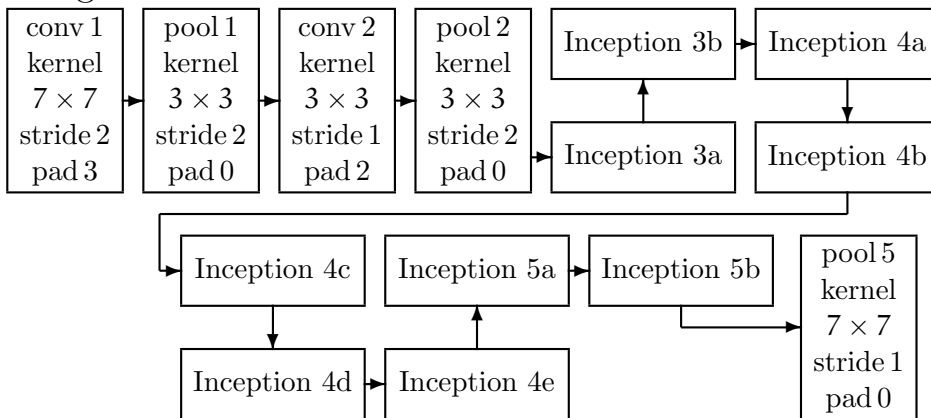 conv 1
kernel
7 × 7
stride 2
pad 3
pool 1
kernel
3 × 3
stride 2
pad 0
conv 2
kernel
3 × 3
stride 1
pad 2
pool 2
kernel
3 × 3
stride 2
pad 0
Inception 3a
Inception 3b
Inception 4a
Inception 4b
Inception 4c
Inception 4d
Inception 4e
Inception 5a
Inception 5b
pool 5
kernel
7 × 7
stride 1
pad 0